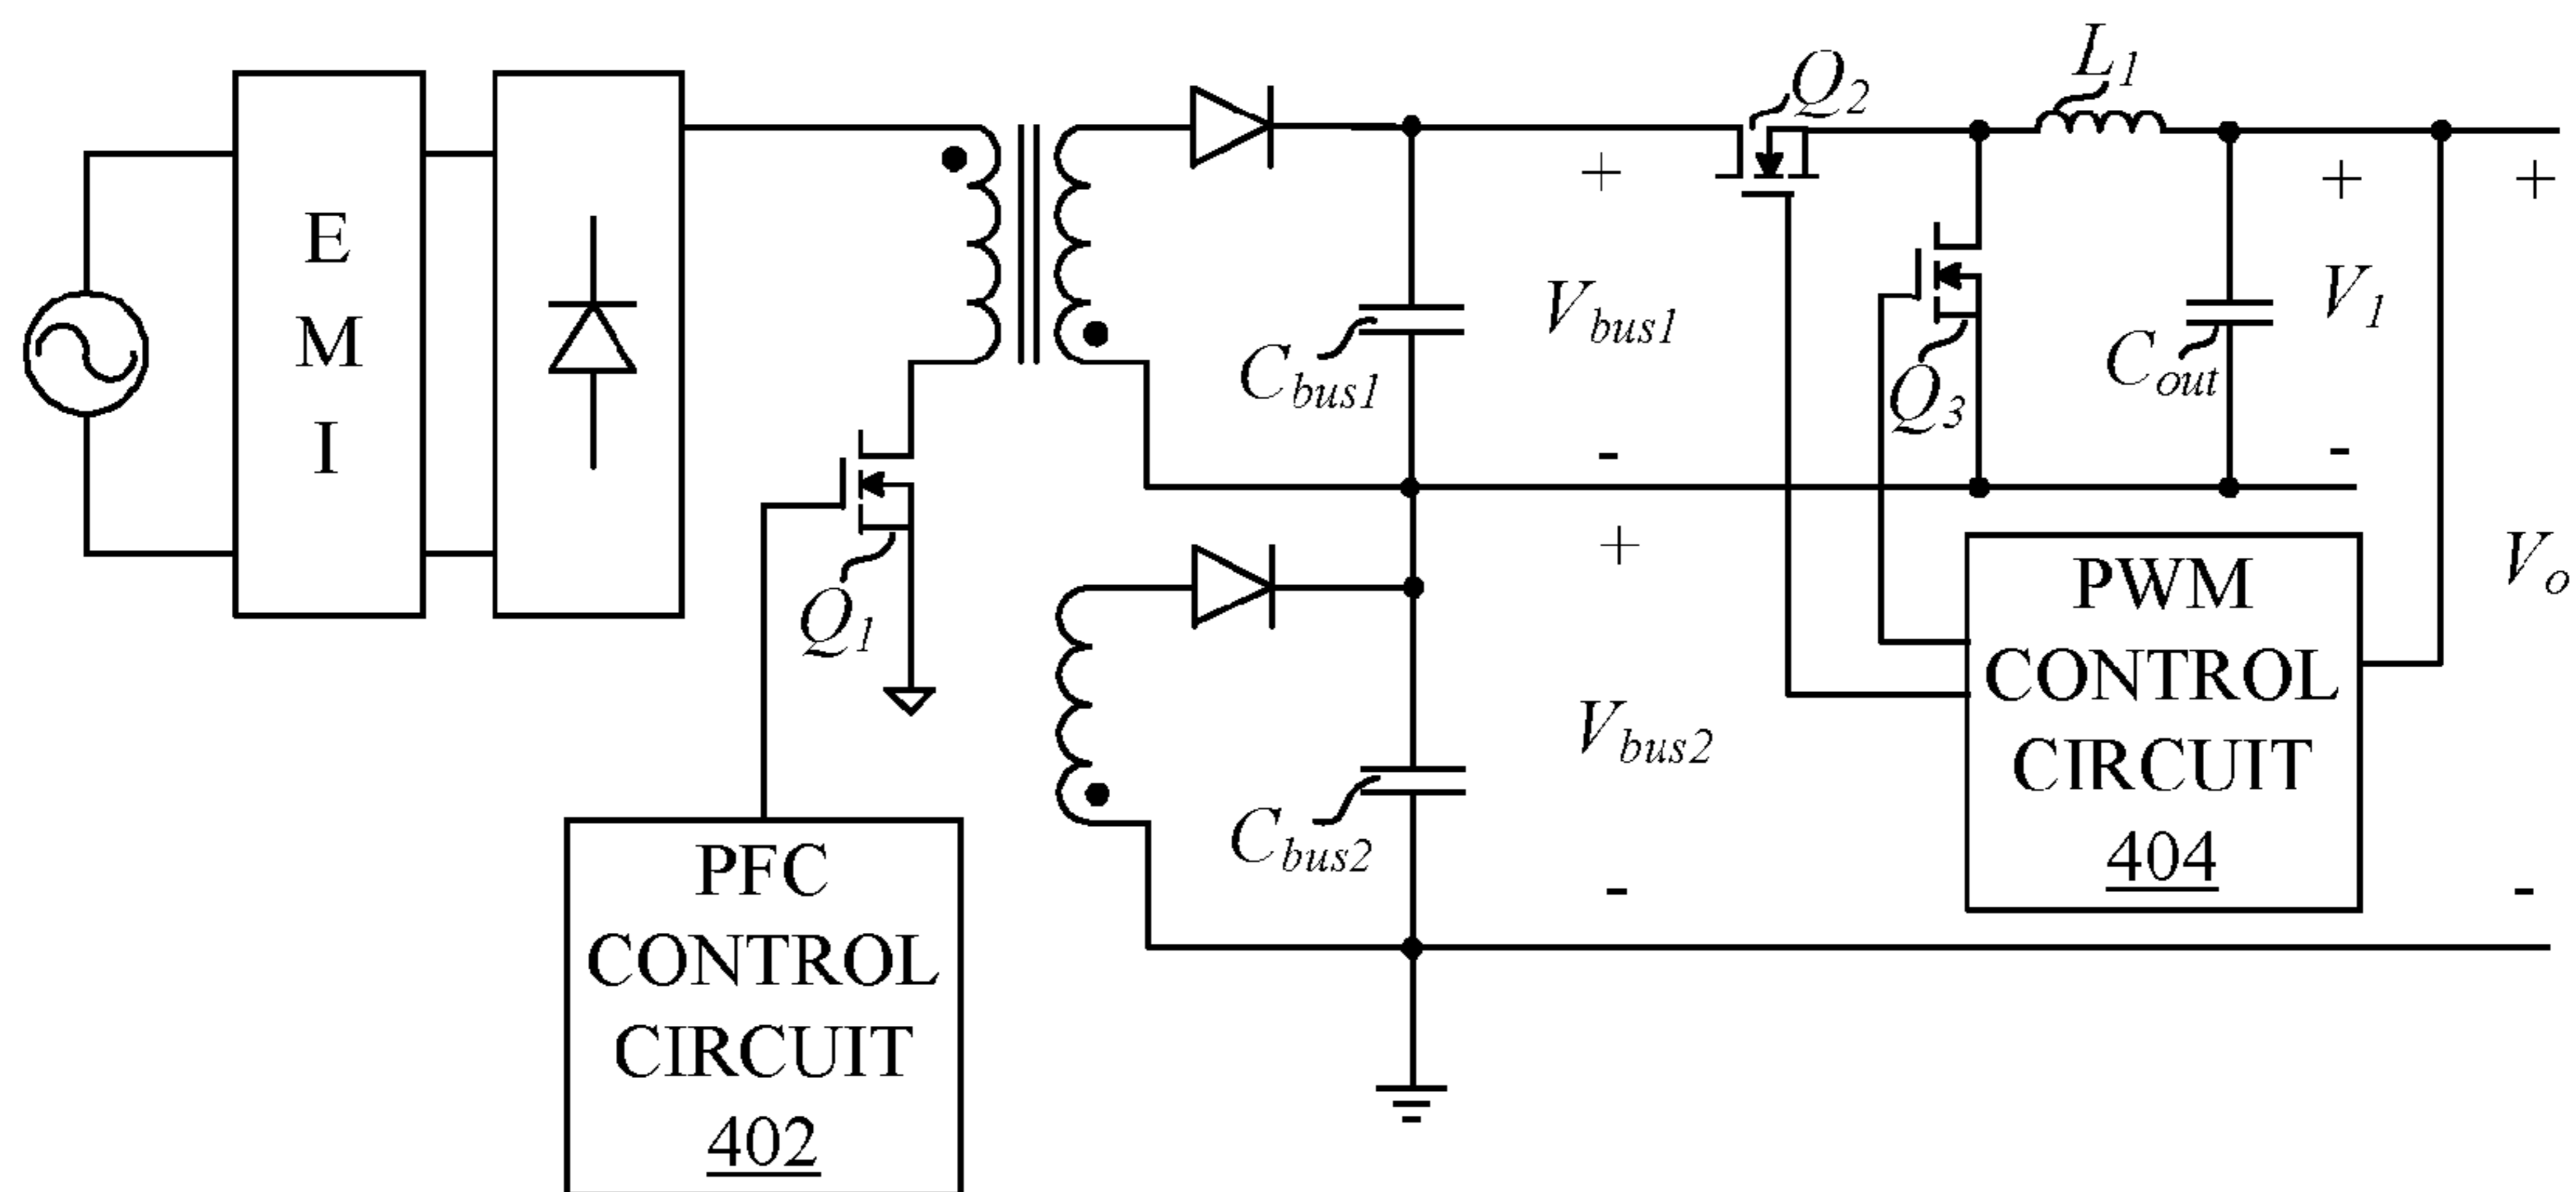 E
M
I
Q1
PFC
CONTROL
CIRCUIT
402
Cbus1
+
Vbus1
-
Cbus2
+
Vbus2
-
Q2
L1
Q3
Cout
+
V1
-
+
Vo
-
PWM
CONTROL
CIRCUIT
404